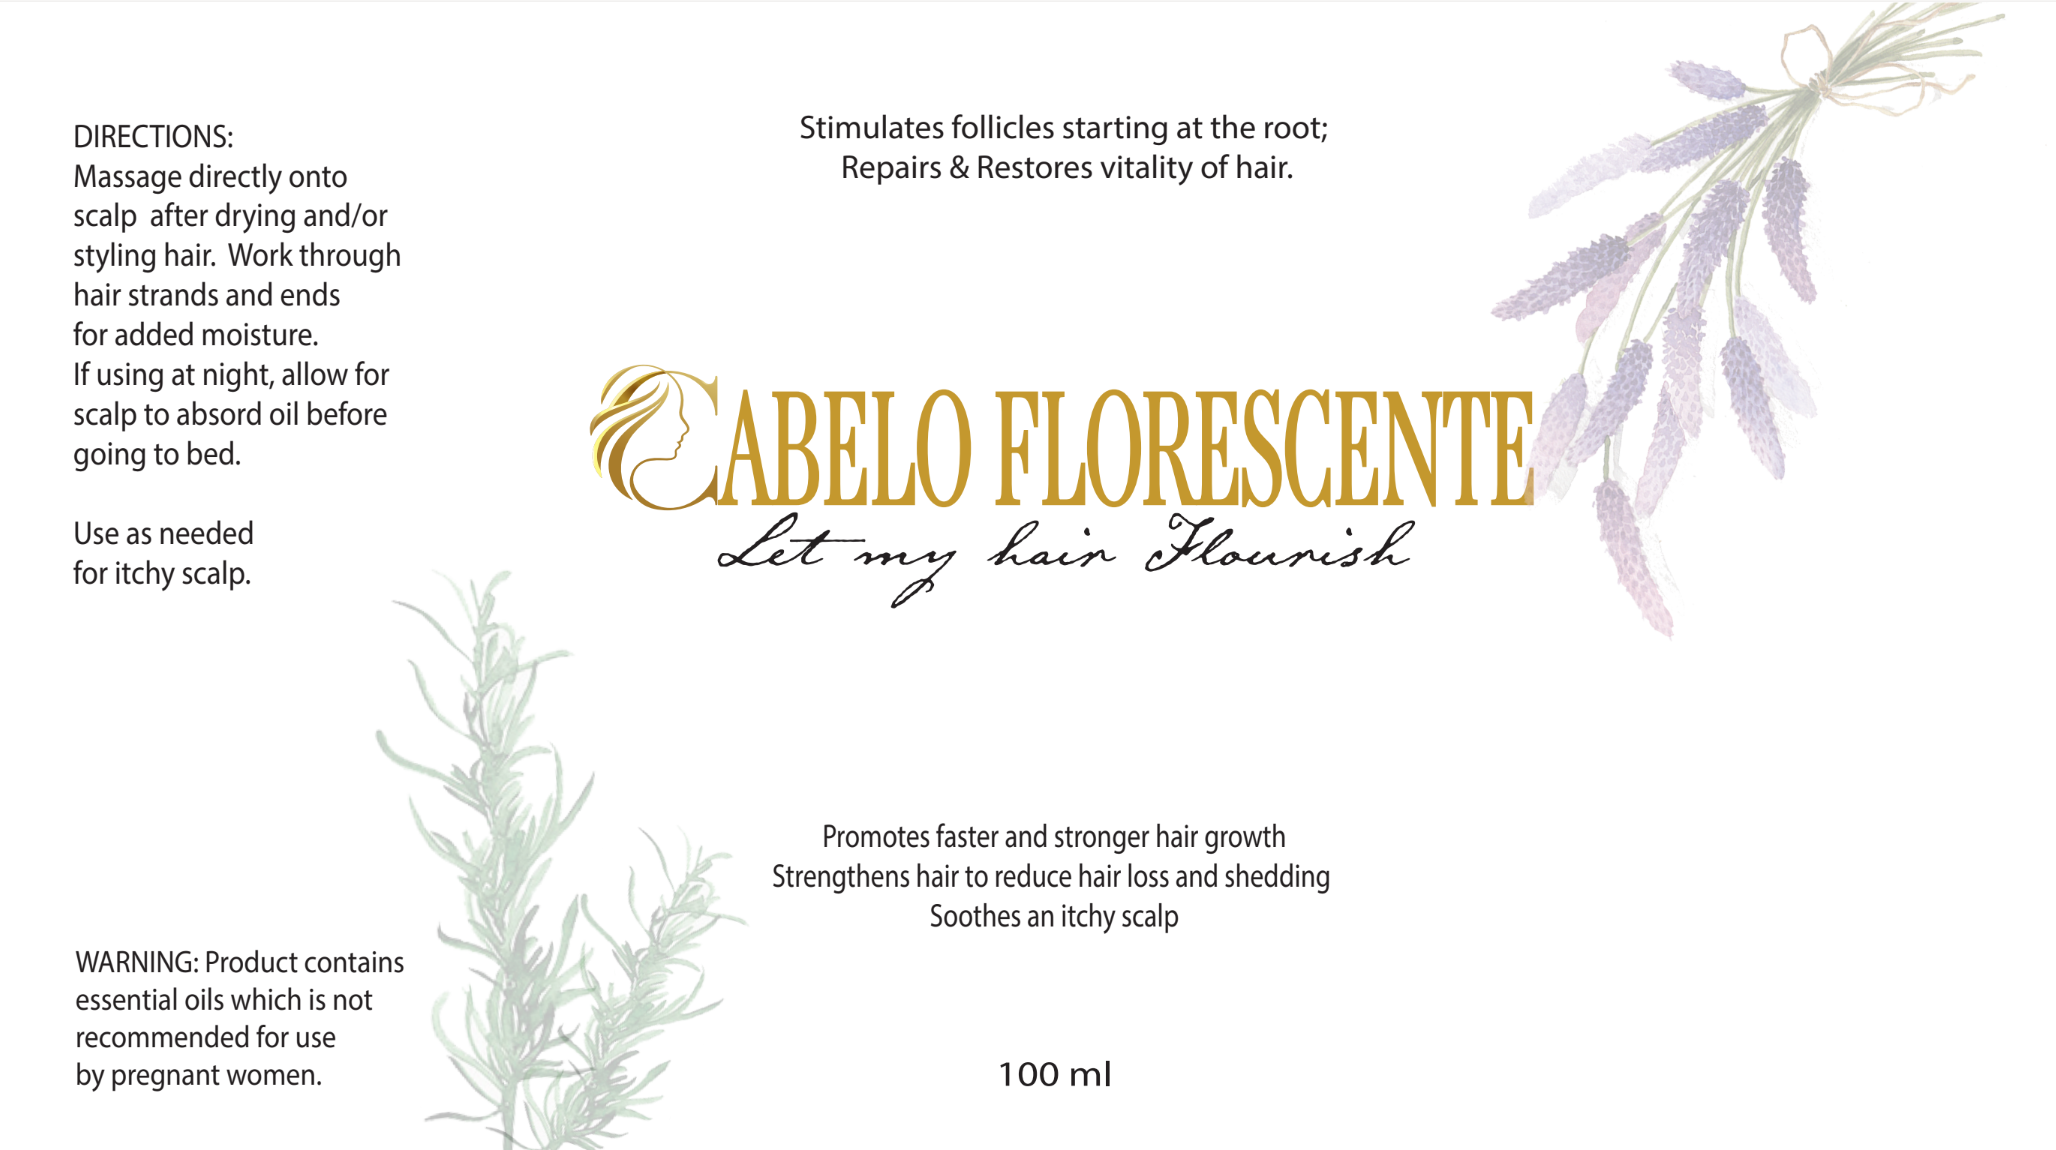 DIRECTIONS:
Massage directly onto
scalp after drying and/or
styling hair. Work through
hair strands and ends
for added moisture.
If using at night, allow for
scalp to absord oil before
going to bed.
Use as needed
for itchy scalp.
WARNING: Product contains
essential oils which is not
recommended for use
by pregnant women.
Stimulates follicles starting at the root;
Repairs & Restores vitality of hair.
CABELO FLORESCENTE
Let my hair Flourish
Promotes faster and stronger hair growth
Strengthens hair to reduce hair loss and shedding
Soothes an itchy scalp
100 ml